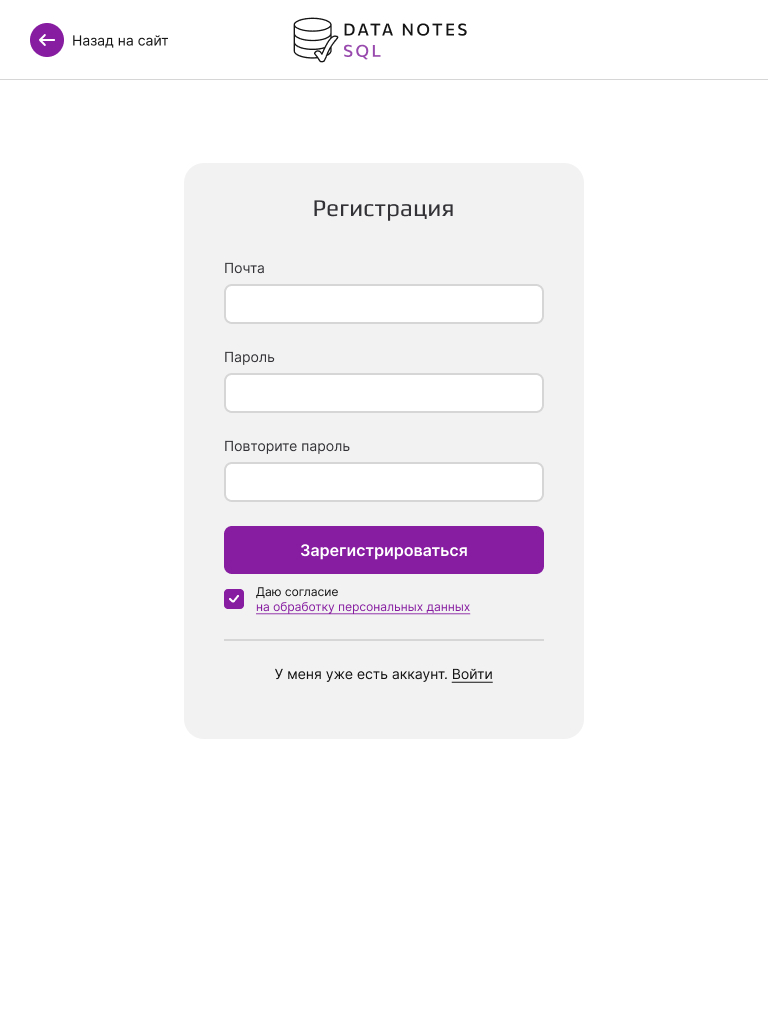 Назад на сайт
DATA NOTES
SQL
Регистрация
Почта
Пароль
Повторите пароль
Зарегистрироваться
Даю согласие
на обработку персональных данных
У меня уже есть аккаунт. Войти